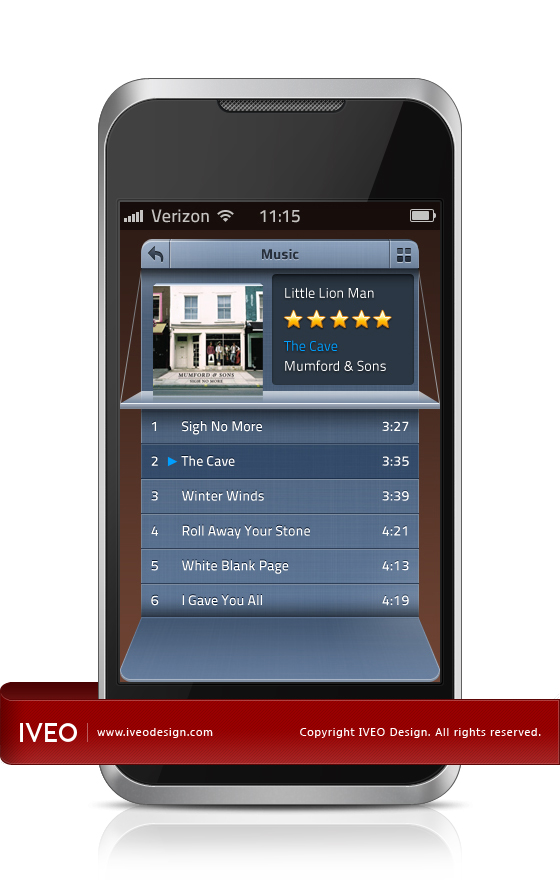 Verizon 11:15
Music
Little Lion Man
The Cave
Mumford & Sons
MUMFORD & SONS
SIGH NO MORE
1 Sigh No More 3:27
2 The Cave 3:35
3 Winter Winds 3:39
4 Roll Away Your Stone 4:21
5 White Blank Page 4:13
6 I Gave You All 4:19
IVEO www.iveodesign.com Copyright IVEO Design. All rights reserved.